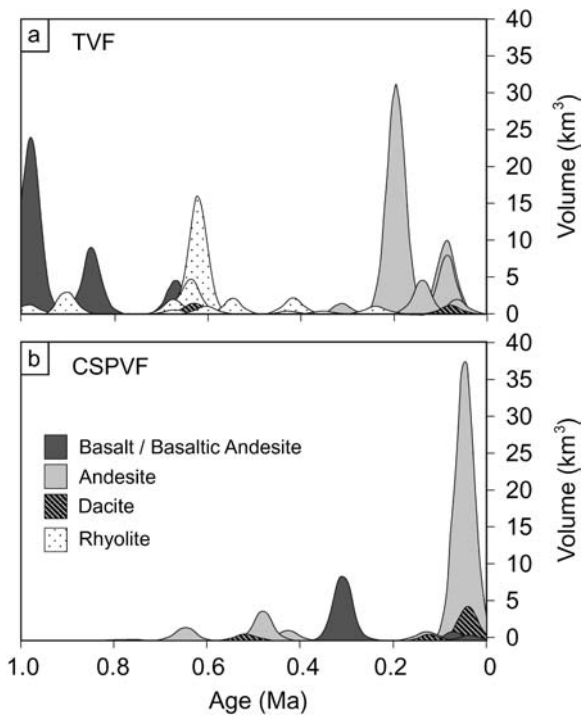 a TVF
40
35
30
25
20
15
10
5
0
Volume (km³)
b CSPVF
Basalt / Basaltic Andesite
Andesite
Dacite
Rhyolite
40
35
30
25
20
15
10
5
0
Volume (km³)
1.0 0.8 0.6 0.4 0.2 0
Age (Ma)